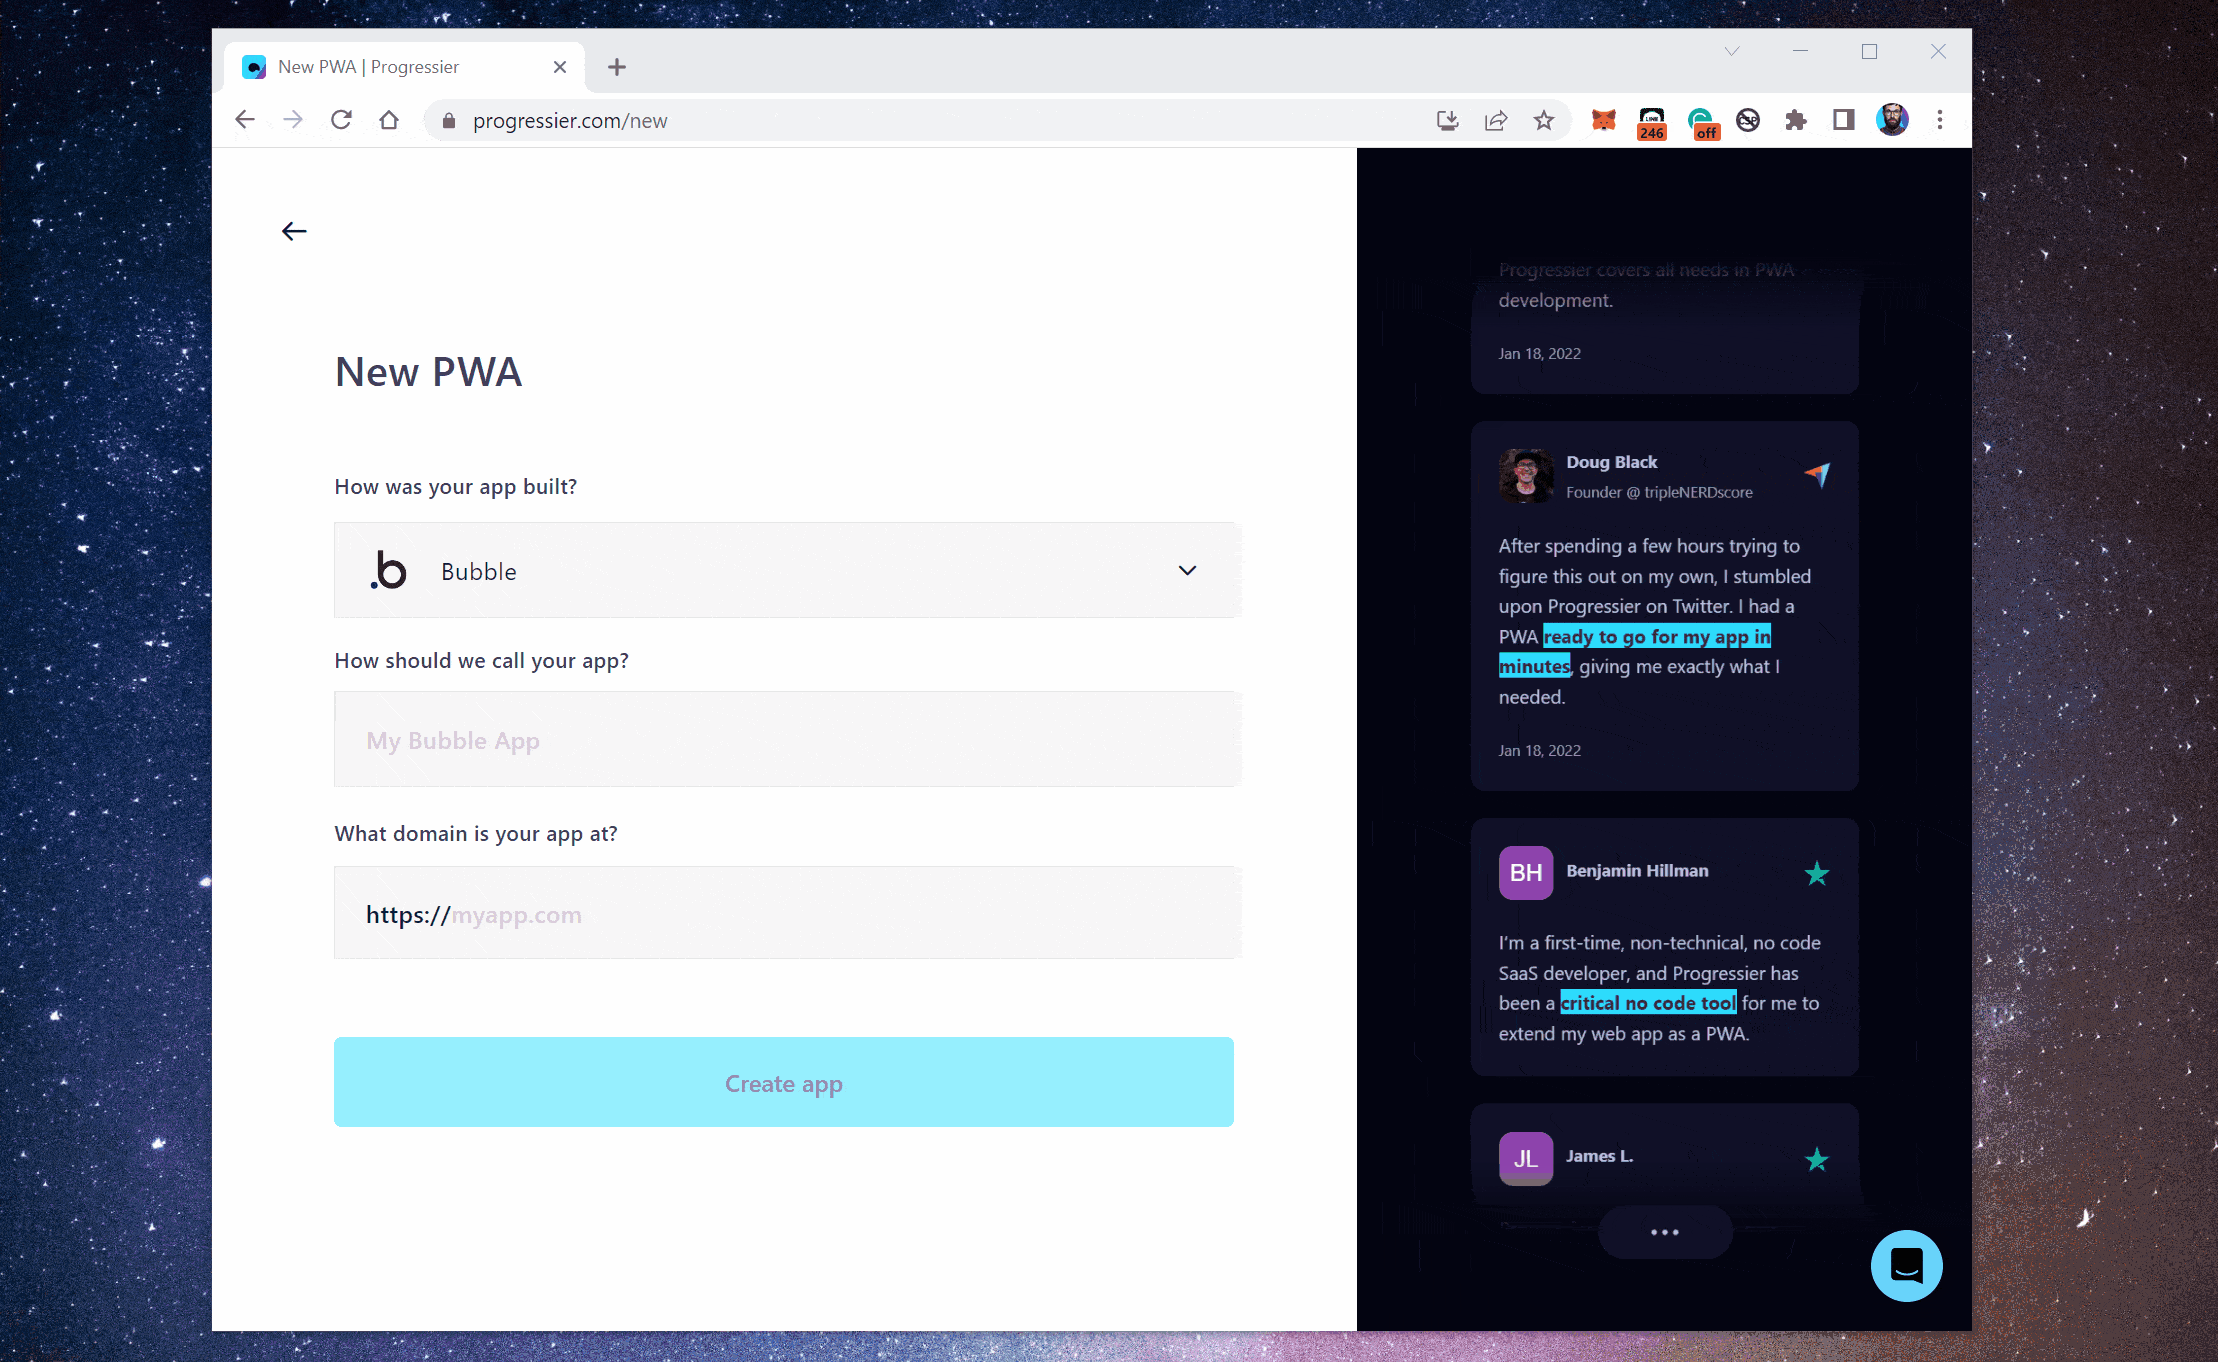 New PWA | Progressier
progressier.com/new
LINE
246
off
CSP
New PWA
How was your app built?
.b
Bubble
How should we call your app?
My Bubble App
What domain is your app at?
https://myapp.com
Create app
Progressier covers all needs in PWA
development.
Jan 18, 2022
Doug Black
Founder @ tripleNERDscore
After spending a few hours trying to
figure this out on my own, I stumbled
upon Progressier on Twitter. I had a
PWA ready to go for my app in
minutes, giving me exactly what I
needed.
Jan 18, 2022
BH
Benjamin Hillman
I'm a first-time, non-technical, no code
SaaS developer, and Progressier has
been a critical no code tool for me to
extend my web app as a PWA.
JL
James L.